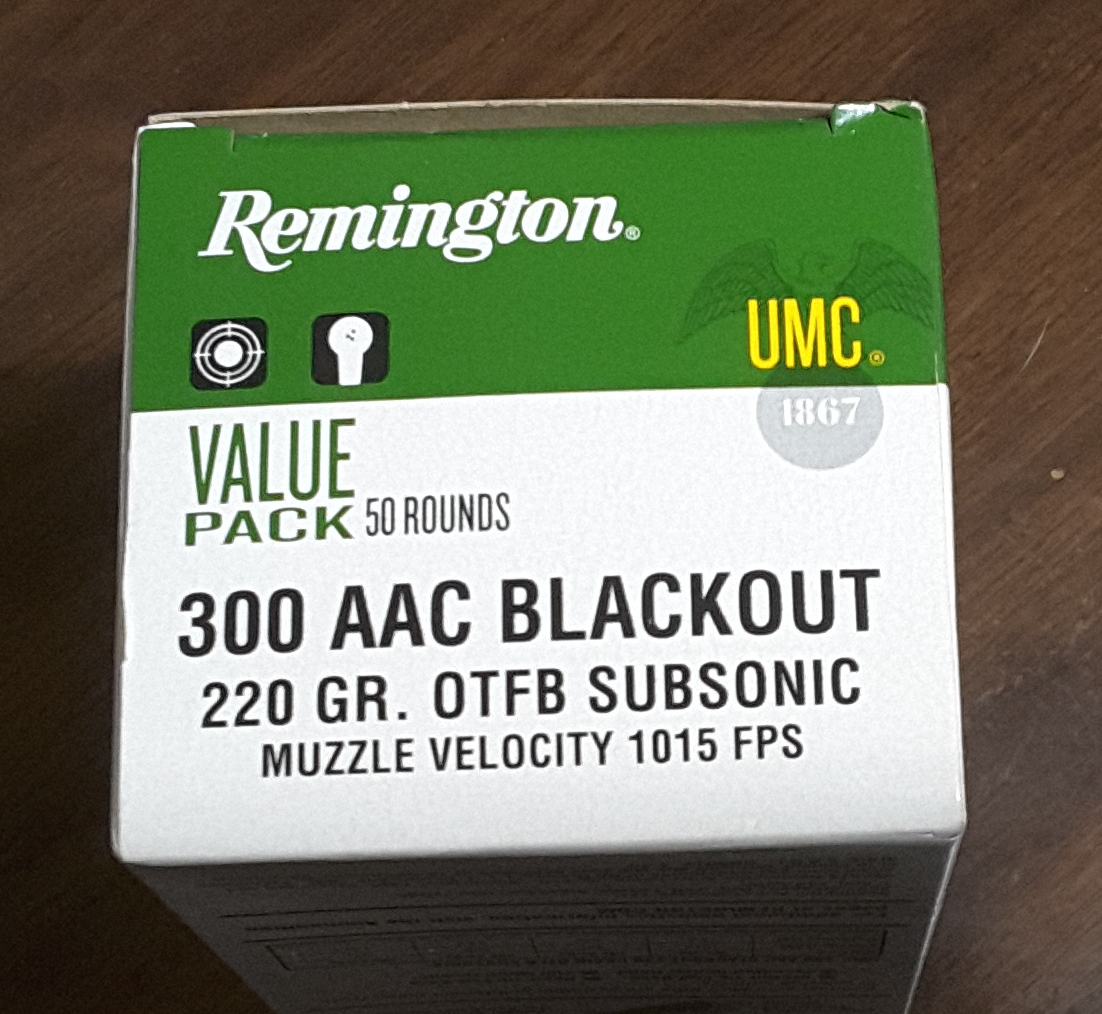 Remington®
UMC®
1867
VALUE
PACK 50 ROUNDS
300 AAC BLACKOUT
220 GR. OTFB SUBSONIC
MUZZLE VELOCITY 1015 FPS